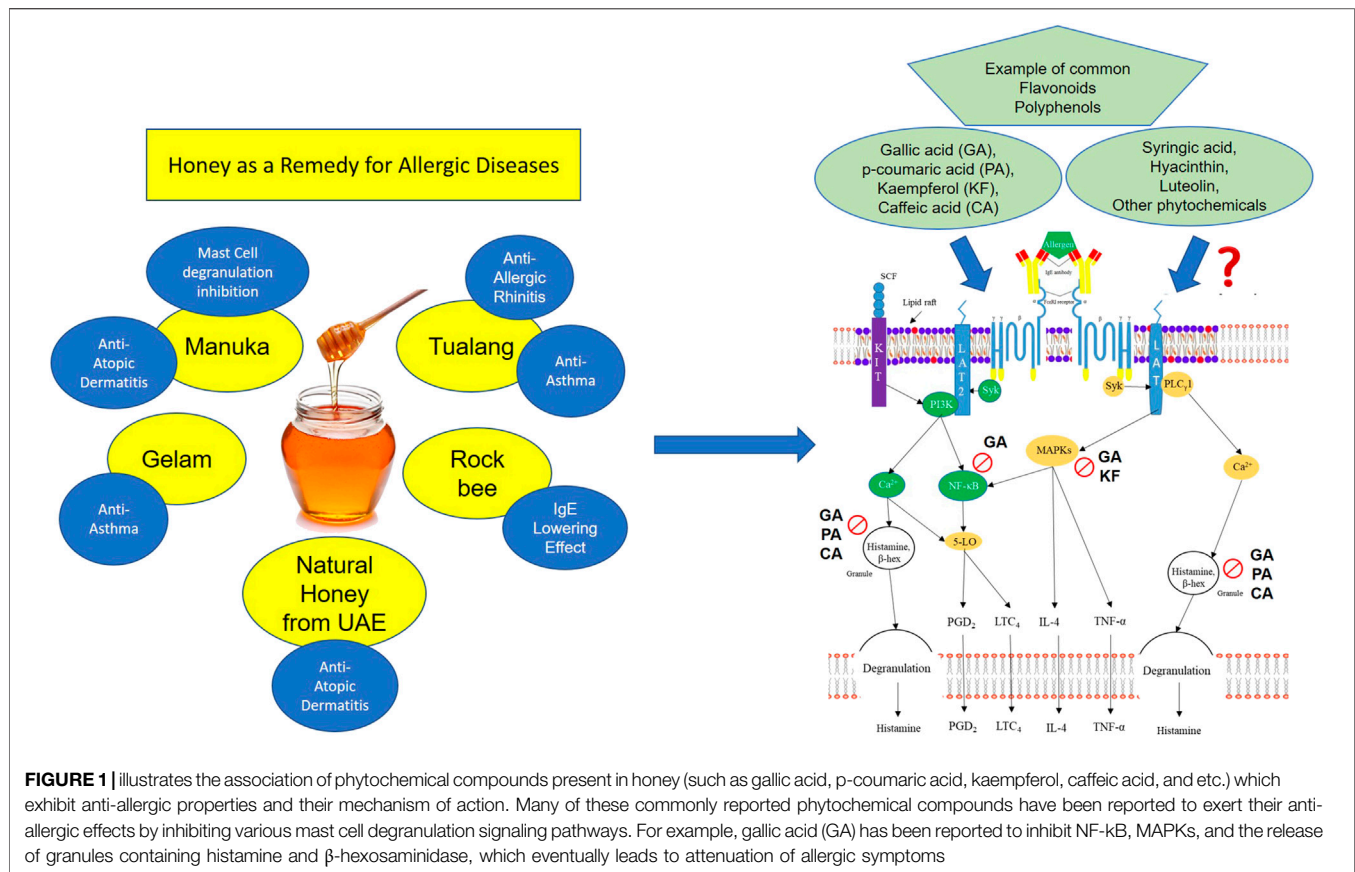 Honey as a Remedy for Allergic Diseases
Mast Cell
degranulation
inhibition
Manuka
Anti-
Atopic
Dermatitis
Anti-
Allergic
Rhinitis
Tualang
Anti-
Asthma
Gelam
Anti-
Asthma
Rock
bee
IgE
Lowering
Effect
Natural
Honey
from UAE
Anti-
Atopic
Dermatitis
Example of common
Flavonoids
Polyphenols
Gallic acid (GA),
p-coumaric acid (PA),
Kaempferol (KF),
Caffeic acid (CA)
Syringic acid,
Hyacinthin,
Luteolin,
Other phytochemicals
?
Allergen
IgE antibody
α FcεRI receptor α
SCF
Lipid raft
γ γ β
β γ γ
KIT
LAT2
LAT
Syk
PI3K
Syk
PLCγ1
GA
MAPKs
GA
KF
Ca2+
NF-κB
Ca2+
GA
PA
CA
Histamine,
β-hex
Granule
5-LO
Histamine,
β-hex
Granule
GA
PA
CA
PGD2
LTC4
IL-4
TNF-α
Degranulation
Degranulation
Histamine
PGD2
LTC4
IL-4
TNF-α
Histamine
FIGURE 1 | illustrates the association of phytochemical compounds present in honey (such as gallic acid, p-coumaric acid, kaempferol, caffeic acid, and etc.) which
exhibit anti-allergic properties and their mechanism of action. Many of these commonly reported phytochemical compounds have been reported to exert their anti-
allergic effects by inhibiting various mast cell degranulation signaling pathways. For example, gallic acid (GA) has been reported to inhibit NF-kB, MAPKs, and the release
of granules containing histamine and β-hexosaminidase, which eventually leads to attenuation of allergic symptoms